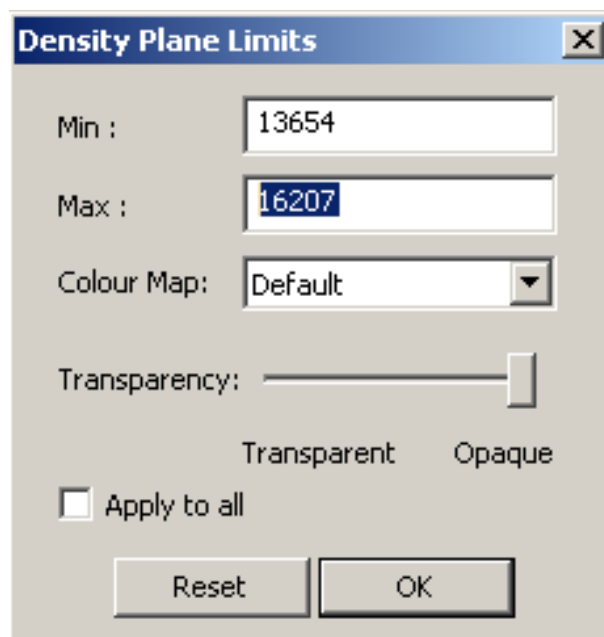 Density Plane Limits
Min : 13654
Max : 16207
Colour Map: Default
Transparency:
Transparent Opaque
Apply to all
Reset OK